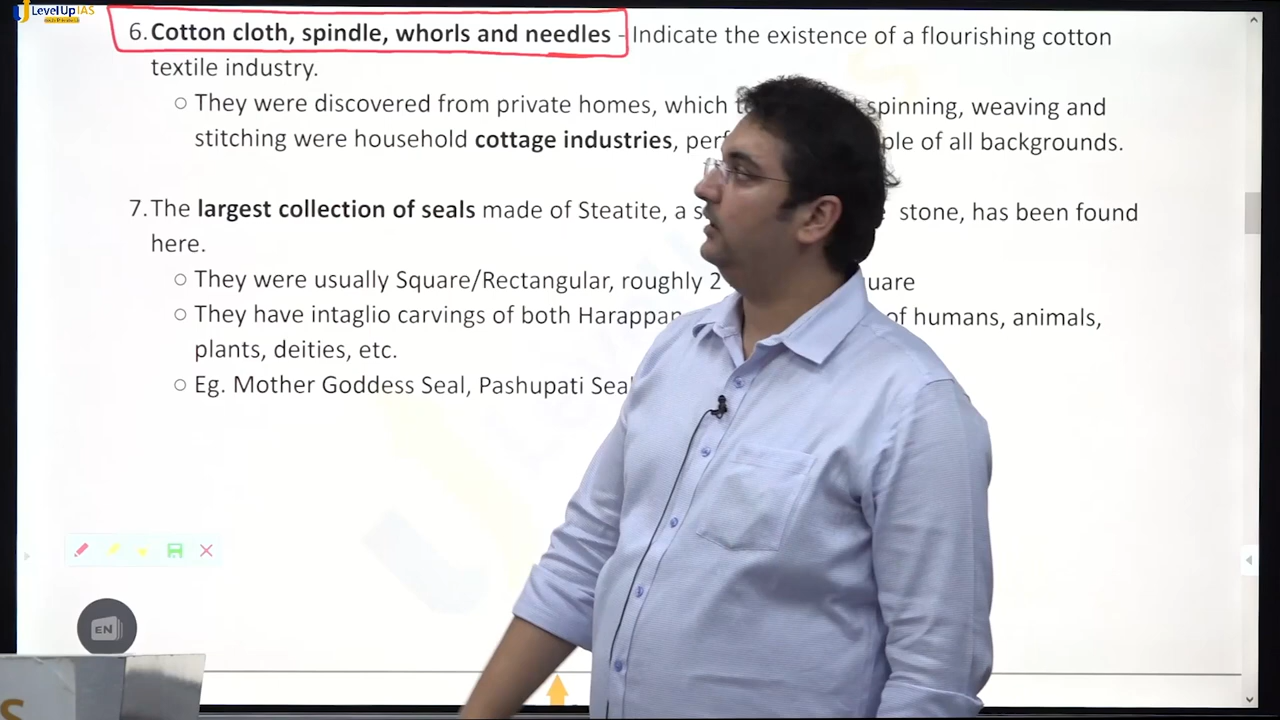 LevelUp IAS
6. Cotton cloth, spindle, whorls and needles - Indicate the existence of a flourishing cotton
textile industry.
○ They were discovered from private homes, which spinning, weaving and
stitching were household cottage industries, of all backgrounds.
7. The largest collection of seals made of Steatite, a stone, has been found
here.
○ They were usually Square/Rectangular, roughly 2
○ They have intaglio carvings of both Harappan of humans, animals,
plants, deities, etc.
○ Eg. Mother Goddess Seal, Pashupati Seal
EN
S